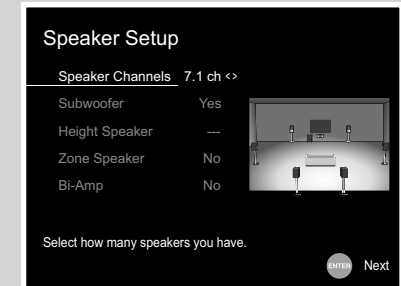 Speaker Setup
Speaker Channels 7.1 ch <>
Subwoofer Yes
Height Speaker ---
Zone Speaker No
Bi-Amp No
Select how many speakers you have.
ENTER Next